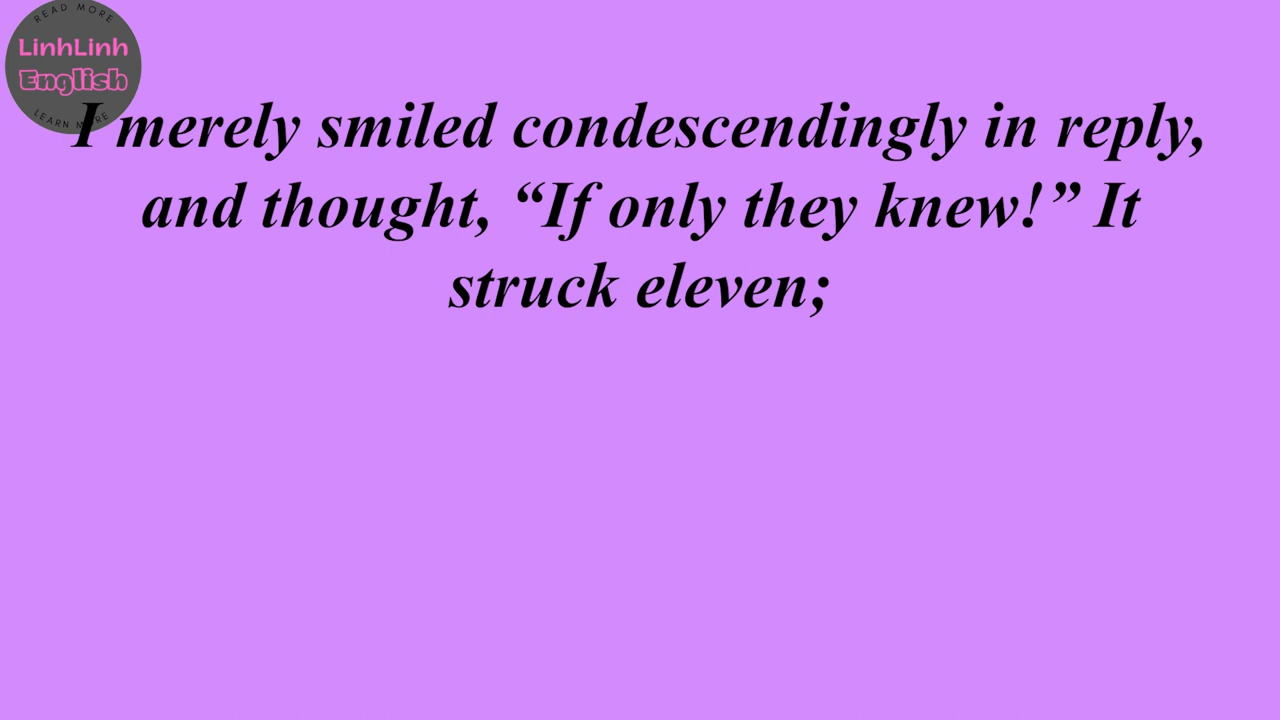 READ MORE
LinhLinh
English
LEARN MORE
I merely smiled condescendingly in reply,
and thought, “If only they knew!” It
struck eleven;